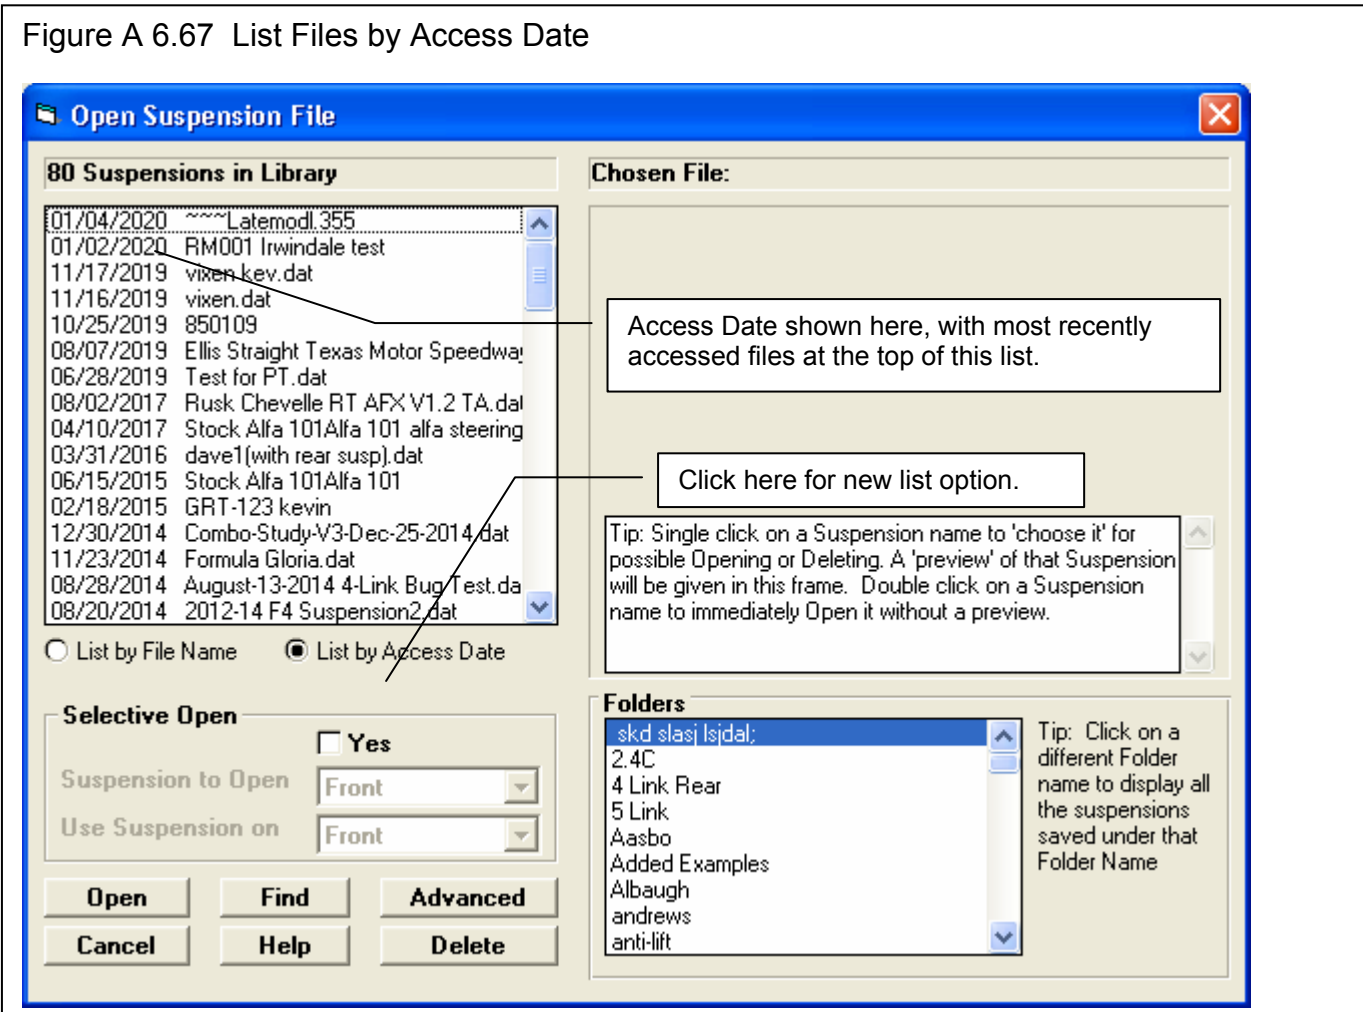 Figure A 6.67  List Files by Access Date
Open Suspension File
80 Suspensions in Library
01/04/2020 ~~~Latemodl.355
01/02/2020 RM001 Irwindale test
11/17/2019 vixen kev.dat
11/16/2019 vixen.dat
10/25/2019 850109
08/07/2019 Ellis Straight Texas Motor Speedway
06/28/2019 Test for PT.dat
08/02/2017 Rusk Chevelle RT AFX V1.2 TA.dat
04/10/2017 Stock Alfa 101Alfa 101 alfa steering
03/31/2016 dave1(with rear susp).dat
06/15/2015 Stock Alfa 101Alfa 101
02/18/2015 GRT-123 kevin
12/30/2014 Combo-Study-V3-Dec-25-2014.dat
11/23/2014 Formula Gloria.dat
08/28/2014 August-13-2014 4-Link Bug Test.da
08/20/2014 2012-14 F4 Suspension2.dat
List by File Name
List by Access Date
Selective Open
Yes
Suspension to Open
Front
Use Suspension on
Front
Open
Find
Advanced
Cancel
Help
Delete
Chosen File:
Access Date shown here, with most recently
accessed files at the top of this list.
Click here for new list option.
Tip: Single click on a Suspension name to 'choose it' for
possible Opening or Deleting. A 'preview' of that Suspension
will be given in this frame.  Double click on a Suspension
name to immediately Open it without a preview.
Folders
skd slasj lsjdal;
2.4C
4 Link Rear
5 Link
Aasbo
Added Examples
Albaugh
andrews
anti-lift
Tip:  Click on a
different Folder
name to display all
the suspensions
saved under that
Folder Name